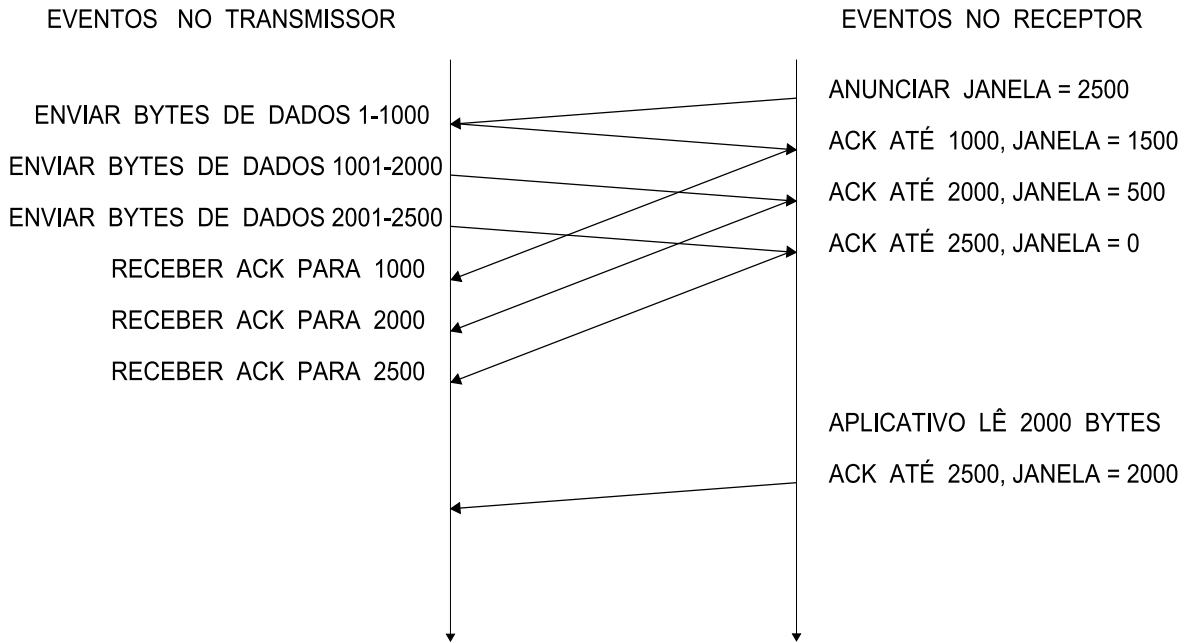 EVENTOS NO TRANSMISSOR
EVENTOS NO RECEPTOR
ANUNCIAR JANELA = 2500
ENVIAR BYTES DE DADOS 1-1000
ACK ATÉ 1000, JANELA = 1500
ENVIAR BYTES DE DADOS 1001-2000
ACK ATÉ 2000, JANELA = 500
ENVIAR BYTES DE DADOS 2001-2500
ACK ATÉ 2500, JANELA = 0
RECEBER ACK PARA 1000
RECEBER ACK PARA 2000
RECEBER ACK PARA 2500
APLICATIVO LÊ 2000 BYTES
ACK ATÉ 2500, JANELA = 2000